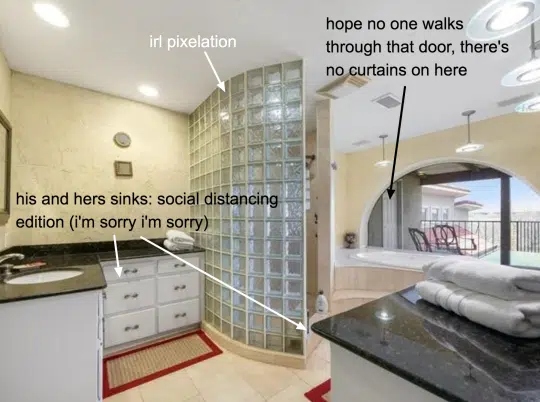 irl pixelation
hope no one walks
through that door, there's
no curtains on here
his and hers sinks: social distancing
edition (i'm sorry i'm sorry)